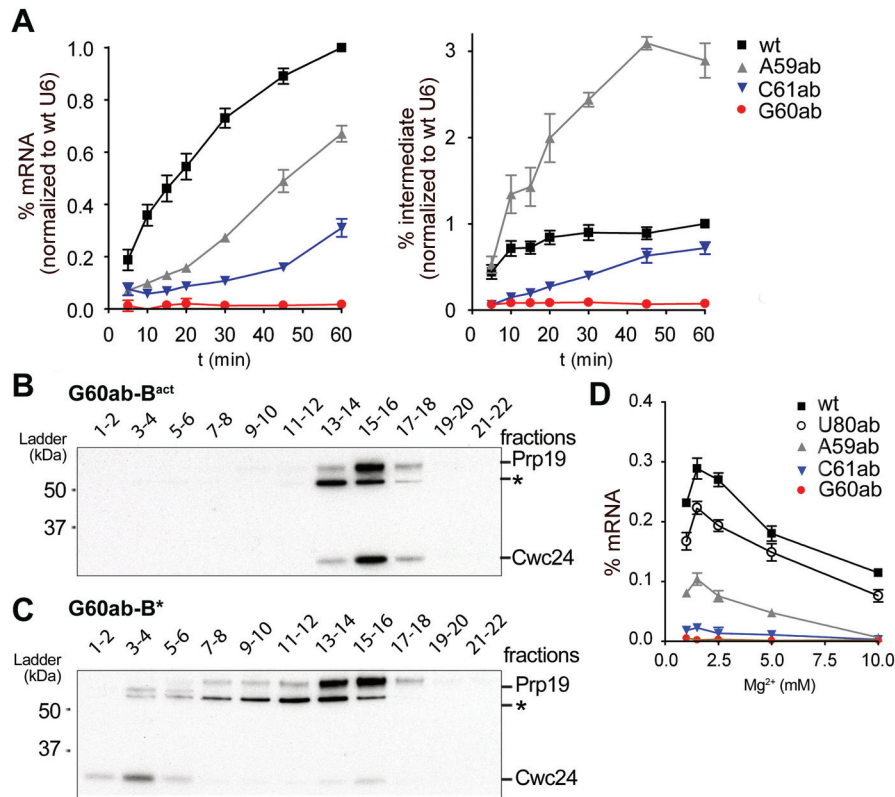 A
% mRNA
(normalized to wt U6)
1.0
0.8
0.6
0.4
0.2
0.0
0
20
40
60
t (min)
% intermediate
(normalized to wt U6)
3
2
1
0
0
20
40
60
t (min)
wt
A59ab
C61ab
G60ab
B
G60ab-Bact
1-2
3-4
5-6
7-8
9-10
11-12
13-14
15-16
17-18
19-20
21-22
fractions
Ladder
(kDa)
50
37
Prp19
*
Cwc24
C
G60ab-B*
1-2
3-4
5-6
7-8
9-10
11-12
13-14
15-16
17-18
19-20
21-22
fractions
Ladder
(kDa)
50
37
Prp19
*
Cwc24
D
% mRNA
0.4
0.3
0.2
0.1
0.0
0.0
2.5
5.0
7.5
10.0
Mg2+ (mM)
wt
U80ab
A59ab
C61ab
G60ab